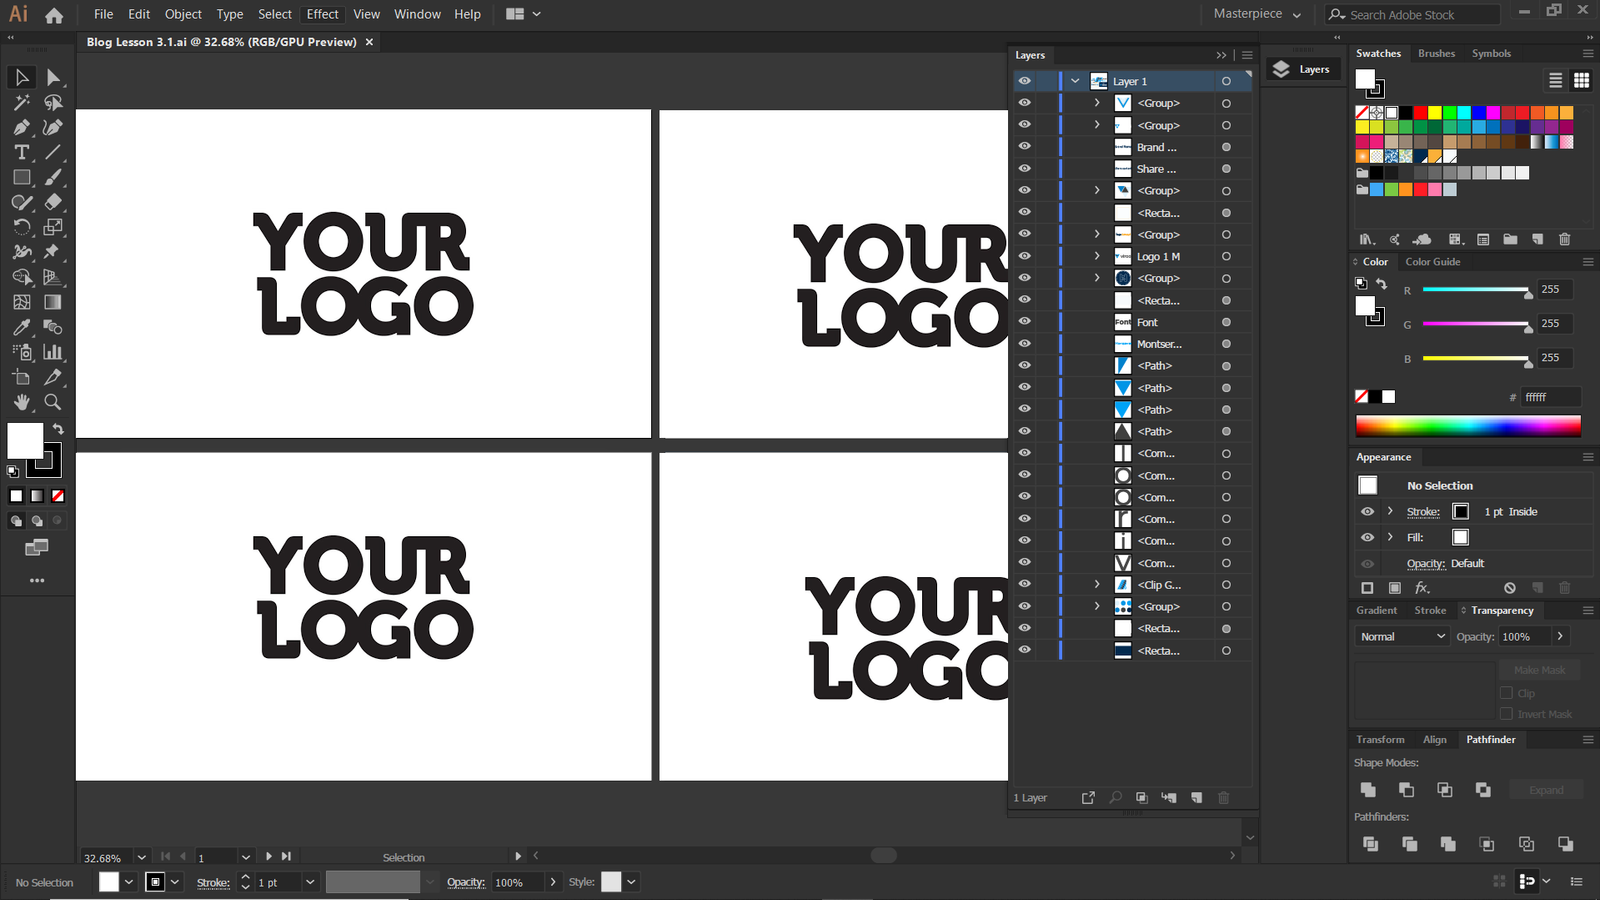 Ai File Edit Object Type Select Effect View Window Help
Masterpiece
Search Adobe Stock
Blog Lesson 3.1.ai @ 32.68% (RGB/GPU Preview) ×
YOUR
LOGO
YOUR
LOGO
YOUR
LOGO
YOUR
LOGO
T
Layers
Layer 1
<Group>
<Group>
Brand ...
Share ...
<Group>
<Recta...
<Group>
Logo 1 M
<Group>
<Recta...
Font Font
Montser...
<Path>
<Path>
<Path>
<Path>
<Com...
<Com...
<Com...
<Com...
<Com...
<Com...
<Clip G...
<Group>
<Recta...
<Recta...
1 Layer
Layers
Swatches Brushes Symbols
Color Color Guide
R 255
G 255
B 255
# ffffff
Appearance
No Selection
Stroke: 1 pt Inside
Fill:
Opacity: Default
fx
Gradient Stroke Transparency
Normal Opacity: 100%
Make Mask
Clip
Invert Mask
Transform Align Pathfinder
Shape Modes:
Expand
Pathfinders:
32.68% 1 Selection
No Selection Stroke: 1 pt Opacity: 100% Style: